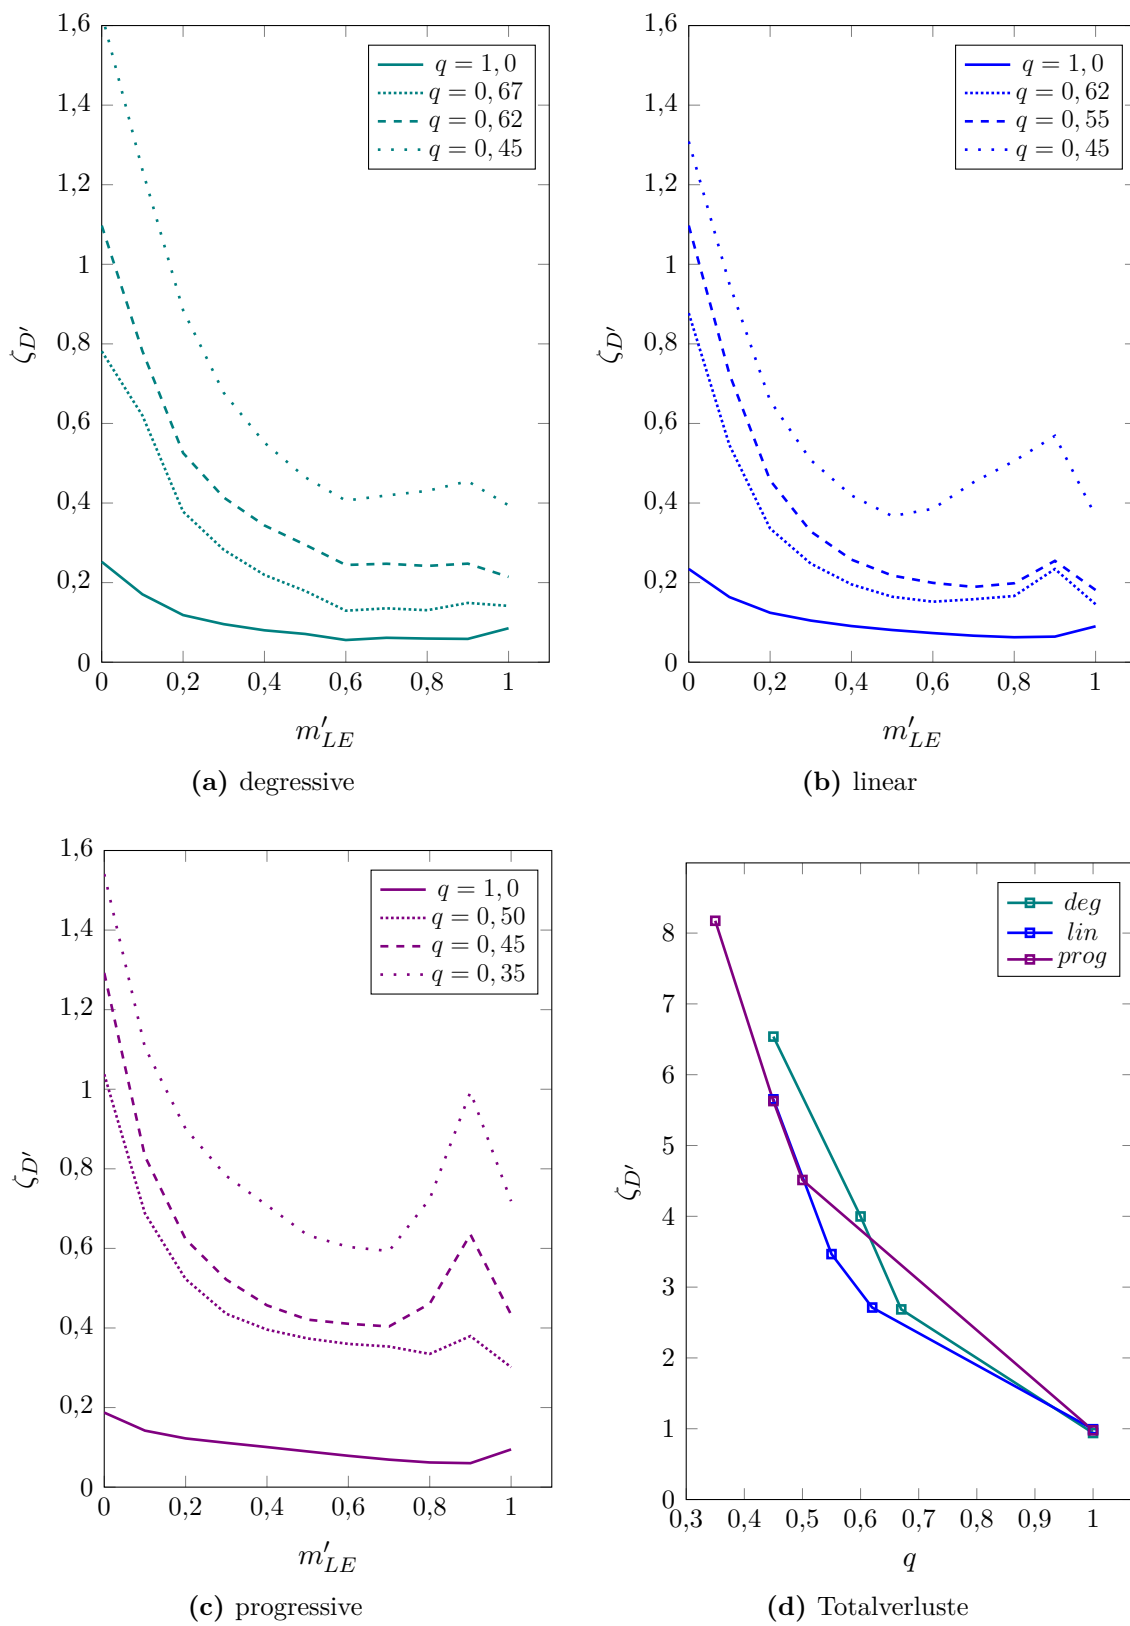 1,6
1,4
1,2
1
0,8
0,6
0,4
0,2
0
0 0,2 0,4 0,6 0,8 1
ζD′
m′LE
q = 1, 0
q = 0, 67
q = 0, 62
q = 0, 45
(a) degressive
1,6
1,4
1,2
1
0,8
0,6
0,4
0,2
0
0 0,2 0,4 0,6 0,8 1
ζD′
m′LE
q = 1, 0
q = 0, 62
q = 0, 55
q = 0, 45
(b) linear
1,6
1,4
1,2
1
0,8
0,6
0,4
0,2
0
0 0,2 0,4 0,6 0,8 1
ζD′
m′LE
q = 1, 0
q = 0, 50
q = 0, 45
q = 0, 35
(c) progressive
8
7
6
5
4
3
2
1
0
0,3 0,4 0,5 0,6 0,7 0,8 0,9 1
ζD′
q
deg
lin
prog
(d) Totalverluste